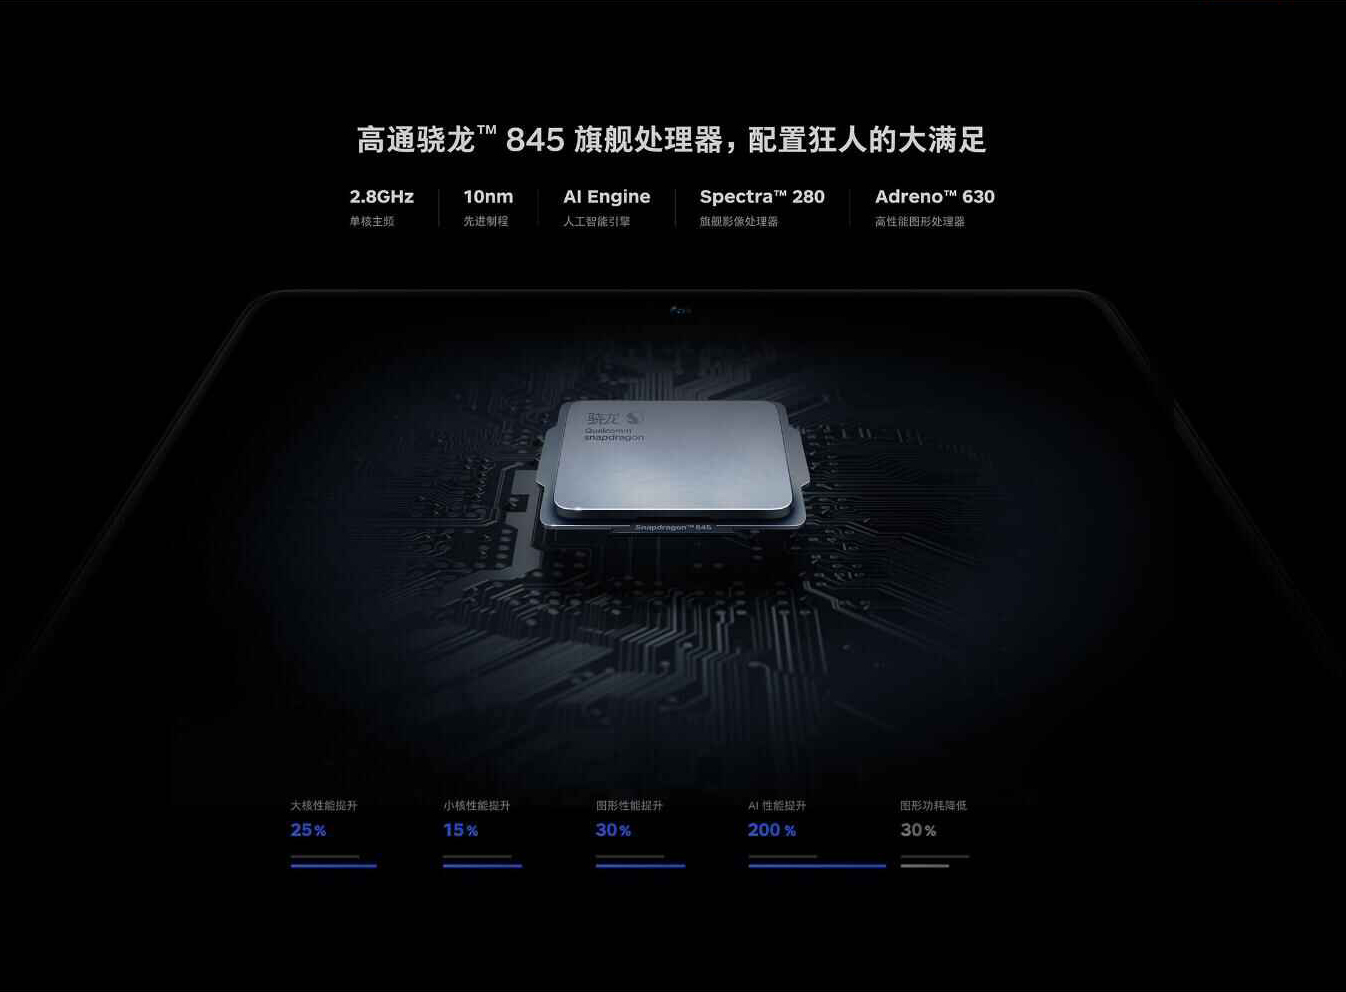 高通骁龙™ 845 旗舰处理器，配置狂人的大满足
2.8GHz
单核主频
10nm
先进制程
AI Engine
人工智能引擎
Spectra™ 280
旗舰影像处理器
Adreno™ 630
高性能图形处理器
骁龙
Qualcomm
snapdragon
Snapdragon™ 845
大核性能提升
25%
小核性能提升
15%
图形性能提升
30%
AI 性能提升
200 %
图形功耗降低
30%